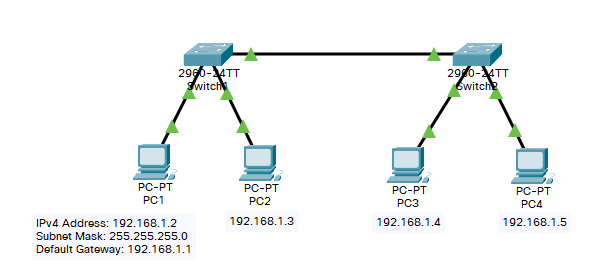 2960-24TT
Switch1
2960-24TT
Switch2
PC-PT
PC1
PC-PT
PC2
PC-PT
PC3
PC-PT
PC4
IPv4 Address: 192.168.1.2
Subnet Mask: 255.255.255.0
Default Gateway: 192.168.1.1
192.168.1.3
192.168.1.4
192.168.1.5